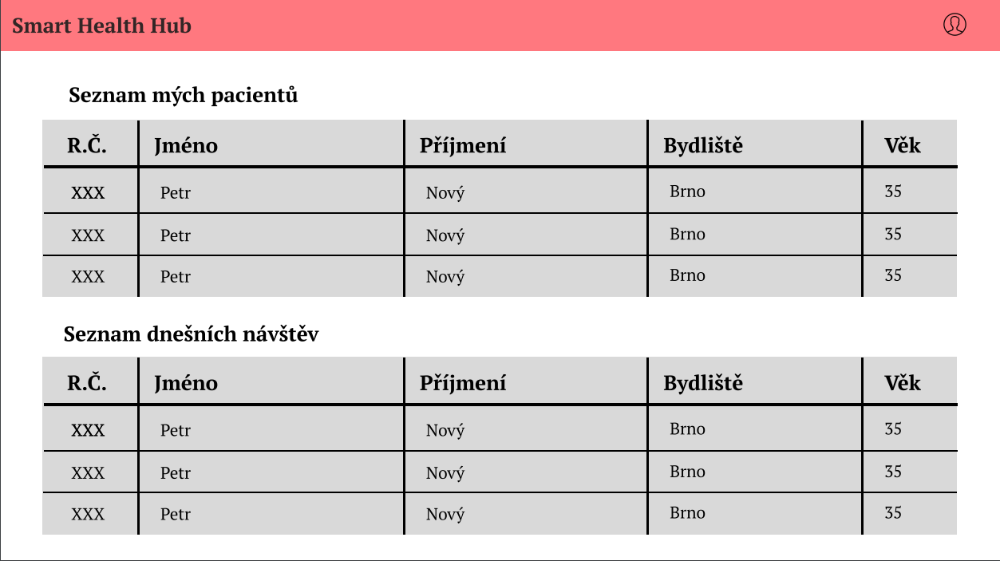 Smart Health Hub
Seznam mých pacientů
R.Č. Jméno Příjmení Bydliště Věk
XXX Petr Nový Brno 35
XXX Petr Nový Brno 35
XXX Petr Nový Brno 35
Seznam dnešních návštěv
R.Č. Jméno Příjmení Bydliště Věk
XXX Petr Nový Brno 35
XXX Petr Nový Brno 35
XXX Petr Nový Brno 35